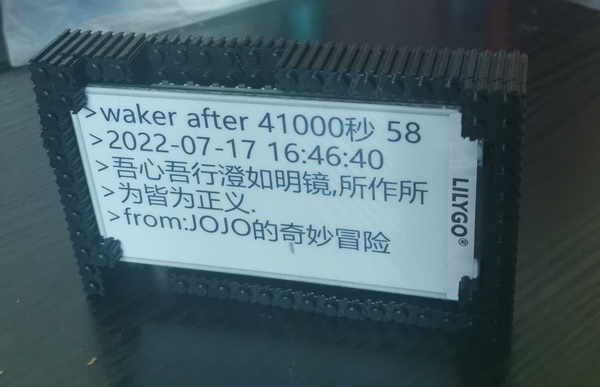 >waker after 41000秒 58
>2022-07-17 16:46:40
>吾心吾行澄如明镜,所作所
>为皆为正义.
>from:JOJO的奇妙冒险
LILYGO®